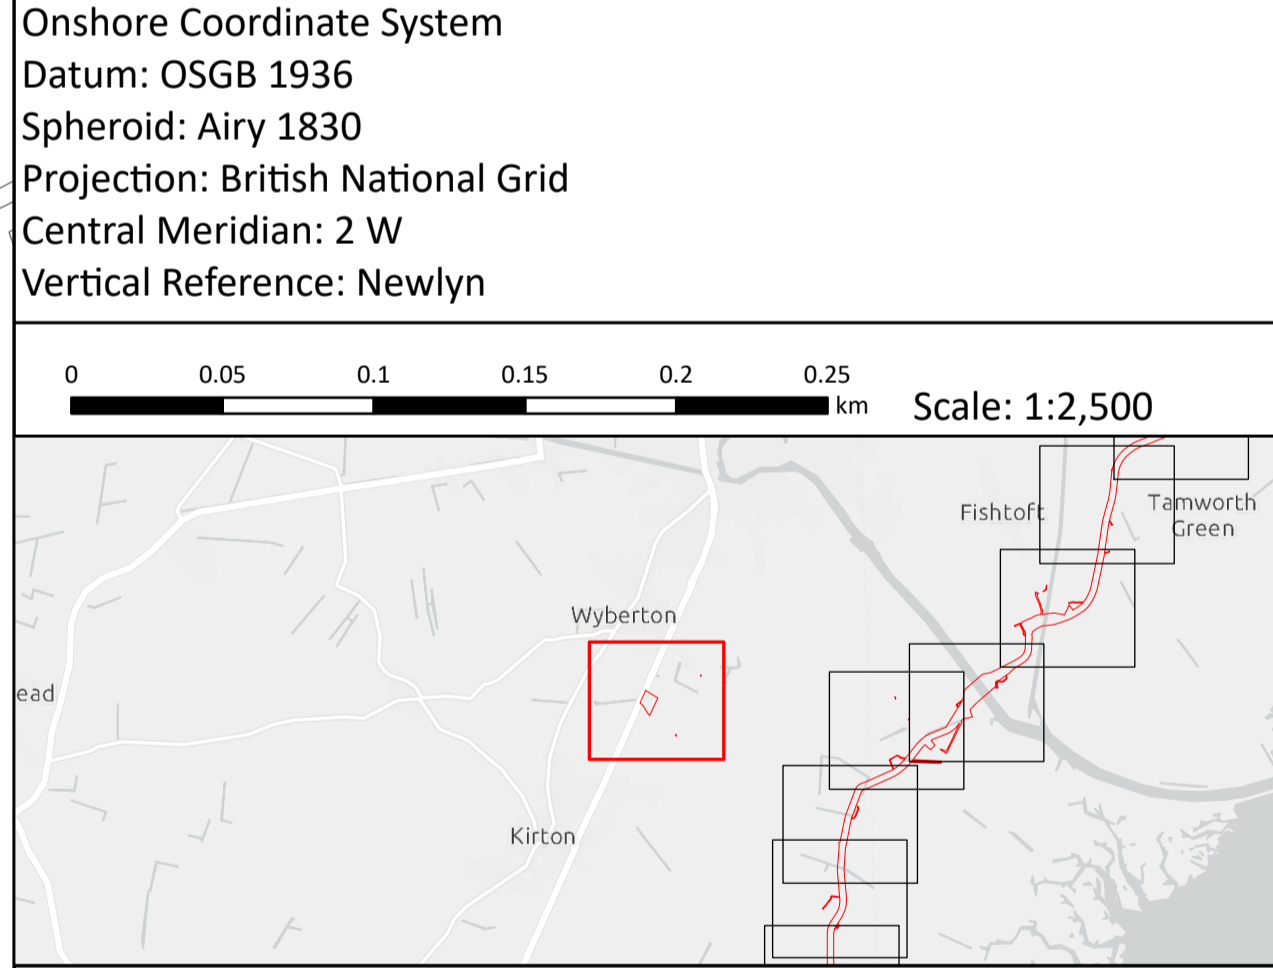 Onshore Coordinate System
Datum: OSGB 1936
Spheroid: Airy 1830
Projection: British National Grid
Central Meridian: 2 W
Vertical Reference: Newlyn
0 0.05 0.1 0.15 0.2 0.25
km
Scale: 1:2,500
Fishtoft
Tamworth
Green
Wyberton
ead
Kirton